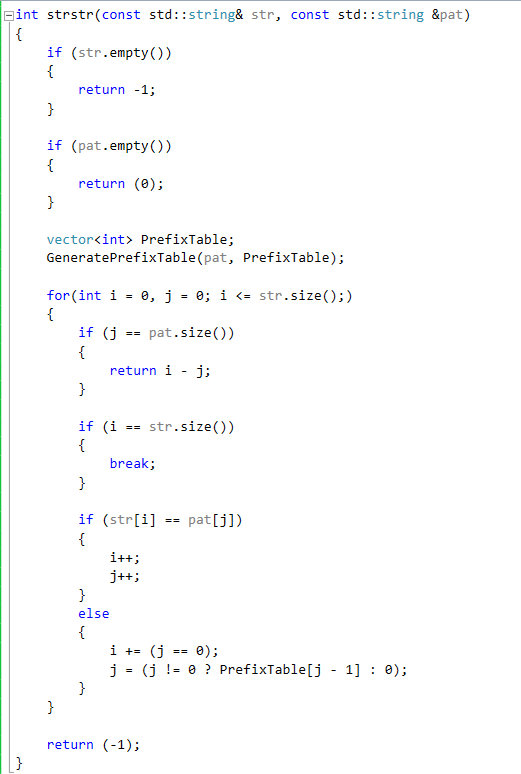 int strstr(const std::string& str, const std::string &pat)
{
    if (str.empty())
    {
        return -1;
    }

    if (pat.empty())
    {
        return (0);
    }

    vector<int> PrefixTable;
    GeneratePrefixTable(pat, PrefixTable);

    for(int i = 0, j = 0; i <= str.size();)
    {
        if (j == pat.size())
        {
            return i - j;
        }

        if (i == str.size())
        {
            break;
        }

        if (str[i] == pat[j])
        {
            i++;
            j++;
        }
        else
        {
            i += (j == 0);
            j = (j != 0 ? PrefixTable[j - 1] : 0);
        }
    }

    return (-1);
}